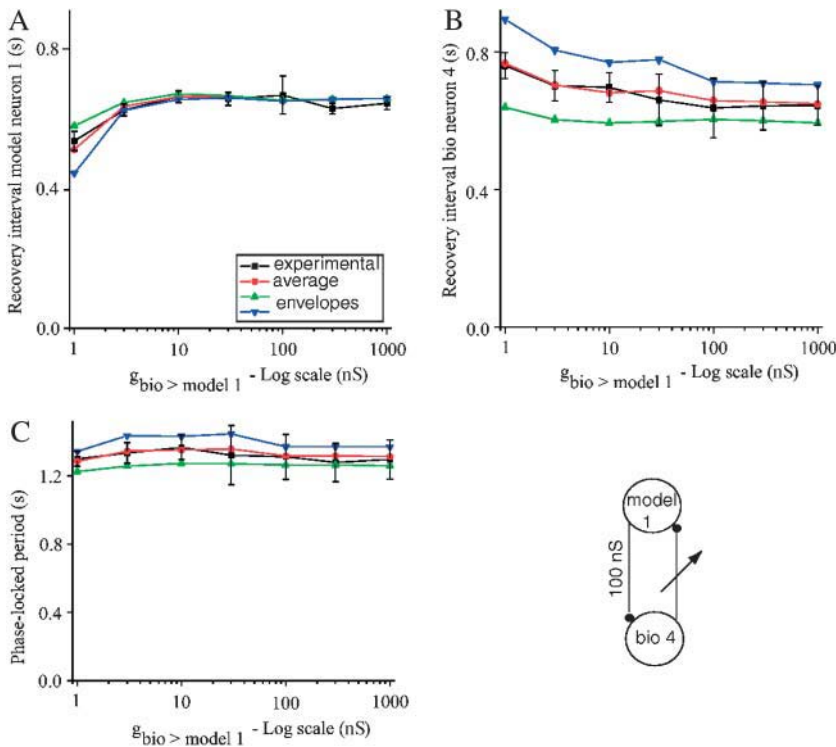 A
Recovery interval model neuron 1 (s)
0.8
0.4
0.0
experimental
average
envelopes
1 10 100 1000
g bio > model 1 - Log scale (nS)
B
Recovery interval bio neuron 4 (s)
0.8
0.4
0.0
1 10 100 1000
g bio > model 1 - Log scale (nS)
C
Phase-locked period (s)
1.2
0.8
0.4
0.0
1 10 100 1000
g bio > model 1 - Log scale (nS)
model
1
100 nS
bio 4